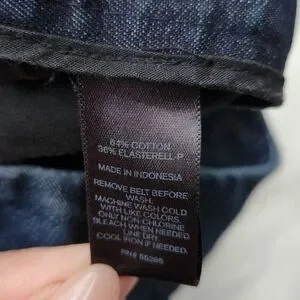 64% COTTON
36% ELASTERELL-P
MADE IN INDONESIA
REMOVE BELT BEFORE
WASH.
MACHINE WASH COLD
WITH LIKE COLORS.
ONLY NON-CHLORINE
BLEACH WHEN NEEDED.
LINE DRY.
COOL IRON IF NEEDED.
RN# 55285